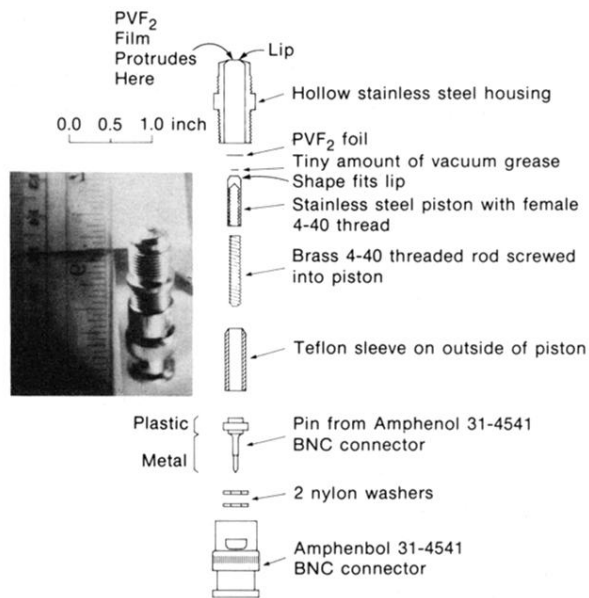 PVF2
Film
Protrudes
Here
Lip
Hollow stainless steel housing
0.0 0.5 1.0 inch
PVF2 foil
Tiny amount of vacuum grease
Shape fits lip
Stainless steel piston with female
4-40 thread
Brass 4-40 threaded rod screwed
into piston
Teflon sleeve on outside of piston
Plastic
Metal
Pin from Amphenol 31-4541
BNC connector
2 nylon washers
Amphenbol 31-4541
BNC connector